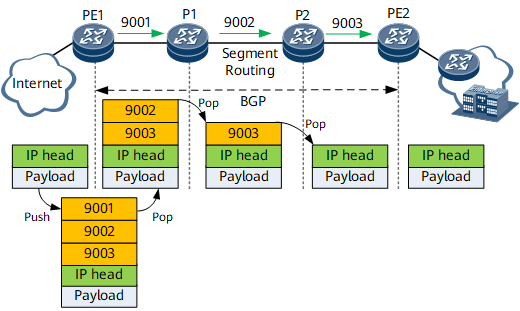 PE1 9001 P1 9002 P2 9003 PE2
Segment
Routing
Internet
BGP
9002
9003
IP head
Payload
Pop
9003
IP head
Payload
Pop
IP head
Payload
IP head
Payload
IP head
Payload
Push
9001
9002
9003
IP head
Payload
Pop